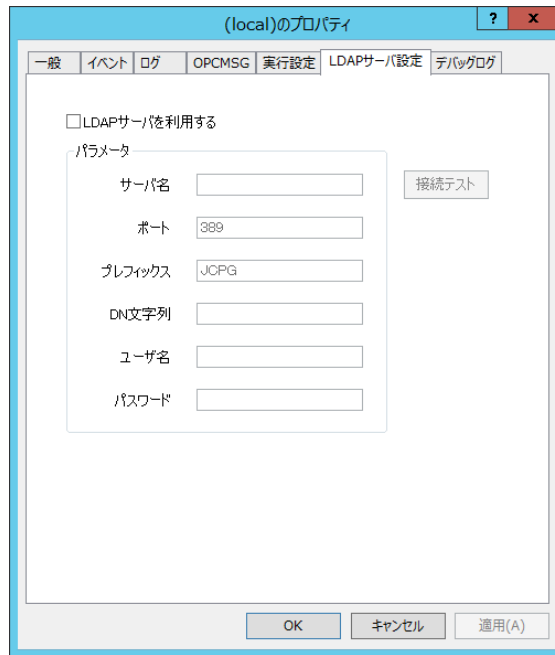 (local)のプロパティ
?
x
一般 イベント ログ OPCMSG 実行設定 LDAPサーバ設定 デバッグログ
LDAPサーバを利用する
パラメータ
サーバ名 接続テスト
ポート 389
プレフィックス JCPG
DN文字列
ユーザ名
パスワード
OK キャンセル 適用(A)